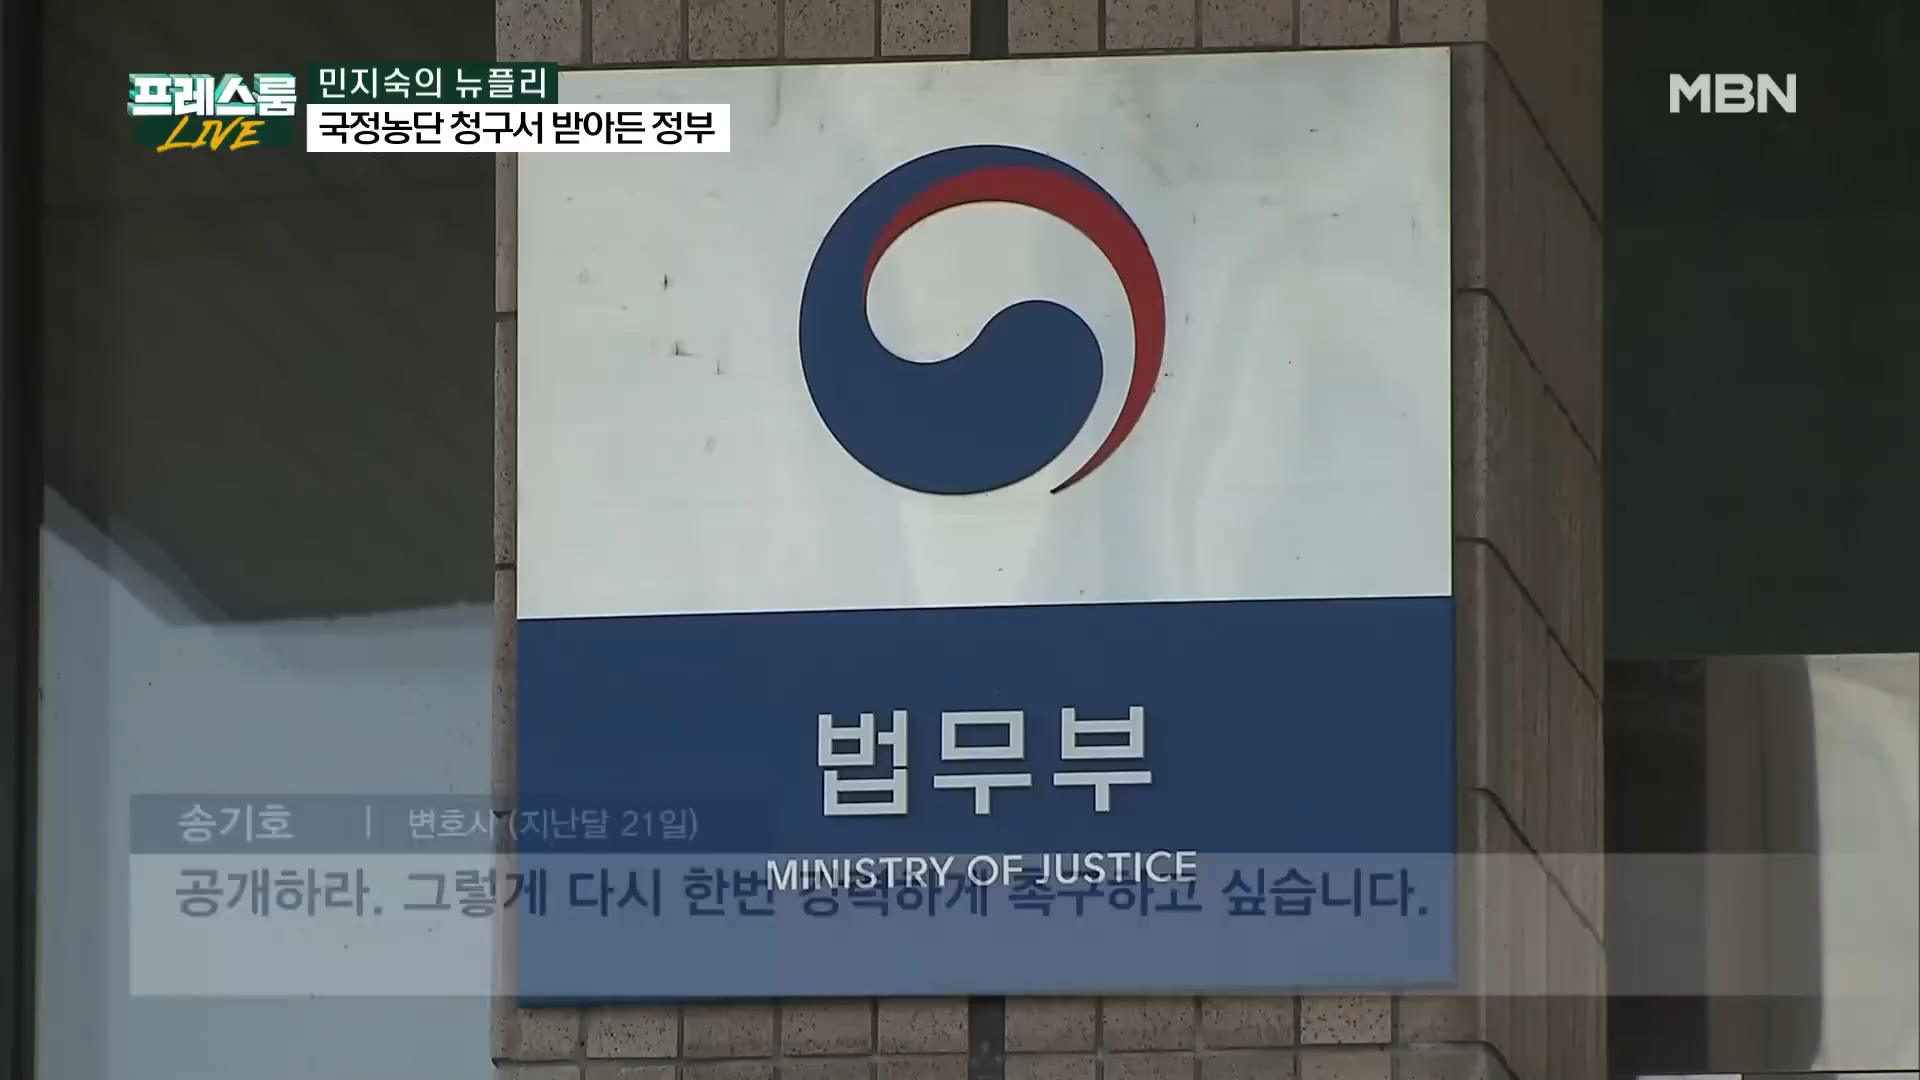 프레스룸
LIVE
민지숙의 뉴플리
국정농단 청구서 받아든 정부
MBN
법무부
MINISTRY OF JUSTICE
송기호 | 변호사 (지난달 21일)
공개하라. 그렇게 다시 한번 강력하게 촉구하고 싶습니다.